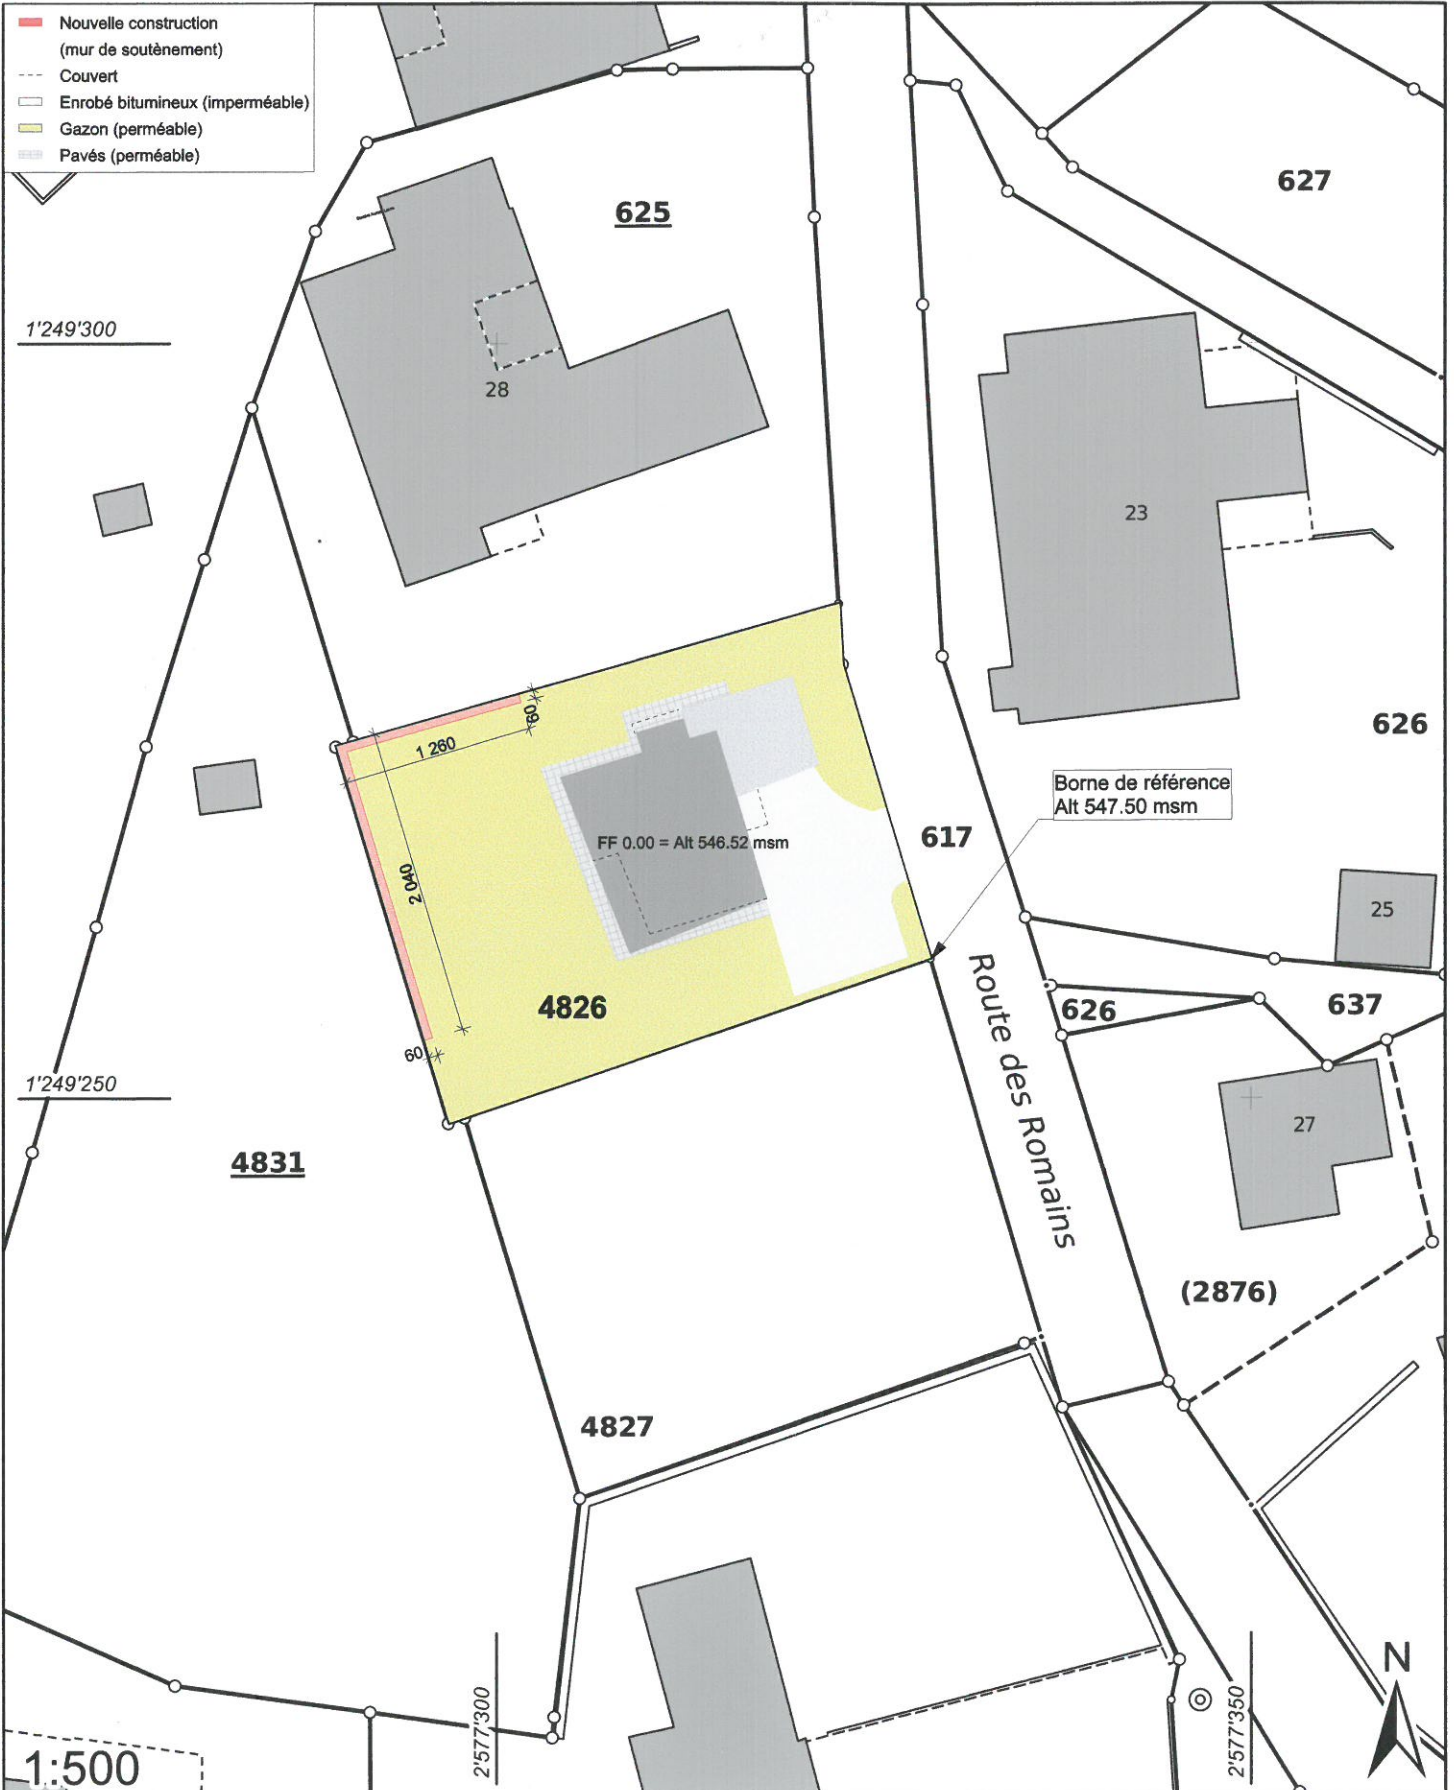 Nouvelle construction
(mur de soutènement)
Couvert
Enrobé bitumineux (imperméable)
Gazon (perméable)
Pavés (perméable)
625
627
1'249'300
28
23
626
60
1 260
Borne de référence
Alt 547.50 msm
617
FF 0.00 = Alt 546.52 msm
2 040
25
4826
Route des Romains
626
637
60
1'249'250
27
4831
(2876)
4827
N
2'577'300
2'577'350
1:500